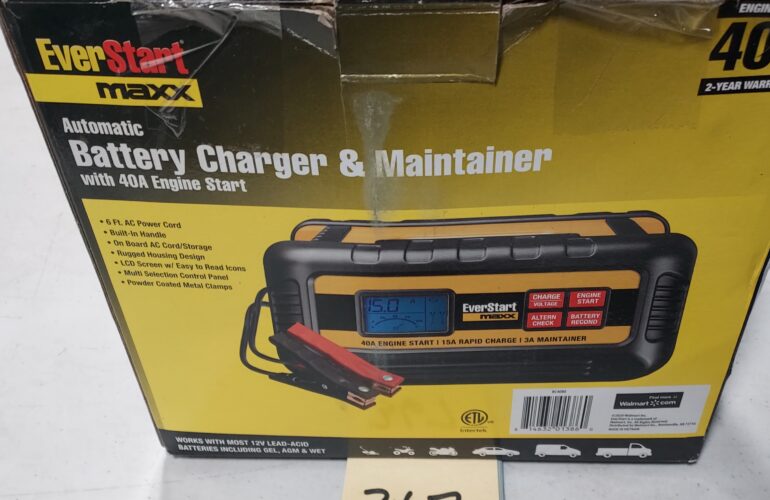 EverStart
maxx
ENGINE
40
2-YEAR WARR
Automatic
Battery Charger & Maintainer
with 40A Engine Start
• 6 Ft. AC Power Cord
• Built-In Handle
• On Board AC Cord/Storage
• Rugged Housing Design
• LCD Screen w/ Easy to Read Icons
• Multi Selection Control Panel
• Powder Coated Metal Clamps
15.0
EverStart
maxx
CHARGE
VOLTAGE
ENGINE
START
ALTERN
CHECK
BATTERY
RECOND
40A ENGINE START | 15A RAPID CHARGE | 3A MAINTAINER
ETL
Intertek
Find more at
Walmart.com
WORKS WITH MOST 12V LEAD-ACID
BATTERIES INCLUDING GEL, AGM & WET